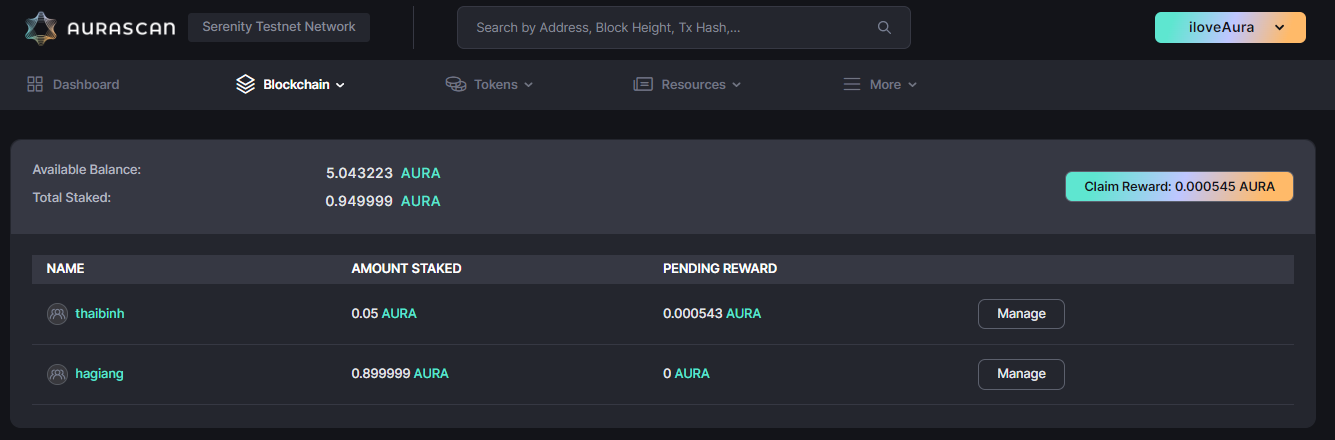 AURASCAN Serenity Testnet Network Search by Address, Block Height, Tx Hash,... iloveAura
Dashboard Blockchain Tokens Resources More
Available Balance: 5.043223 AURA
Total Staked: 0.949999 AURA
Claim Reward: 0.000545 AURA
NAME AMOUNT STAKED PENDING REWARD
thaibinh 0.05 AURA 0.000543 AURA Manage
hagiang 0.899999 AURA 0 AURA Manage